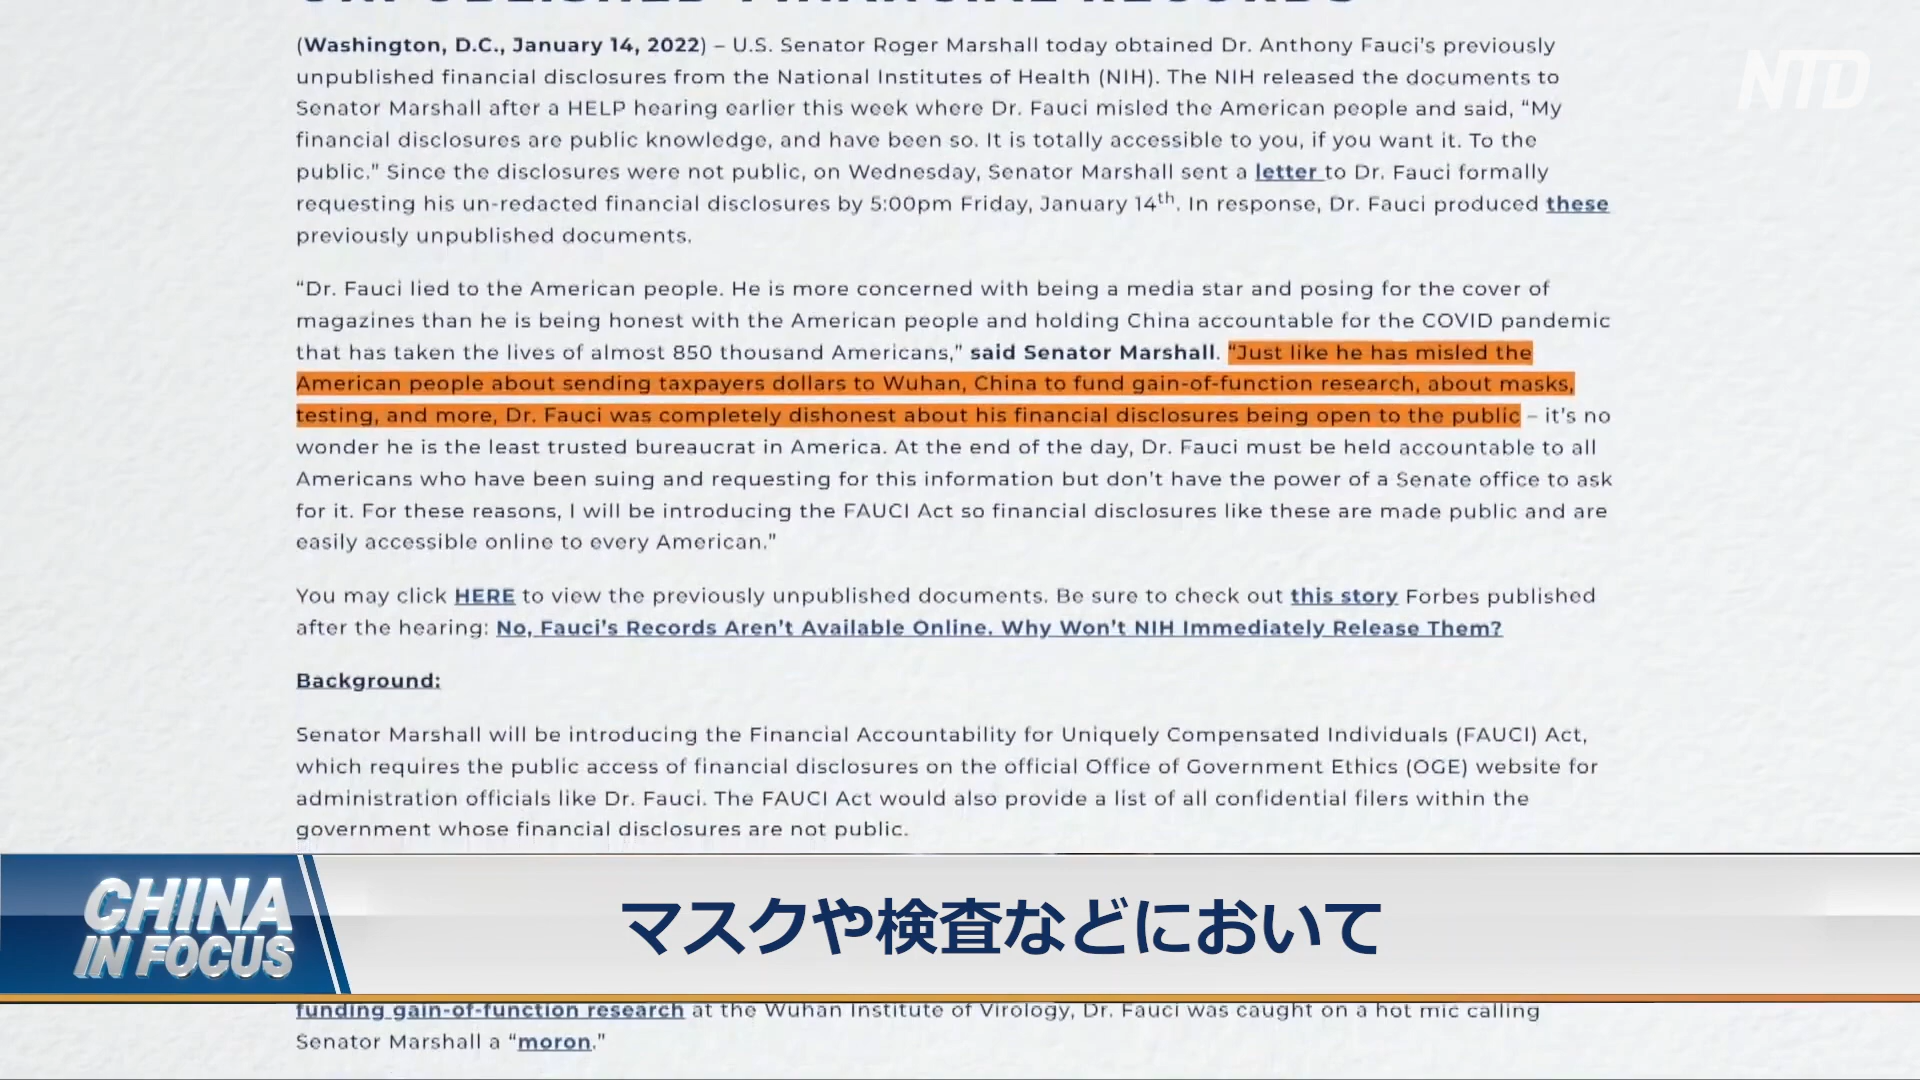 (Washington, D.C., January 14, 2022) – U.S. Senator Roger Marshall today obtained Dr. Anthony Fauci’s previously
NTD
unpublished financial disclosures from the National Institutes of Health (NIH). The NIH released the documents to
Senator Marshall after a HELP hearing earlier this week where Dr. Fauci misled the American people and said, “My
financial disclosures are public knowledge, and have been so. It is totally accessible to you, if you want it. To the
public.” Since the disclosures were not public, on Wednesday, Senator Marshall sent a letter to Dr. Fauci formally
requesting his un-redacted financial disclosures by 5:00pm Friday, January 14th. In response, Dr. Fauci produced these
previously unpublished documents.
“Dr. Fauci lied to the American people. He is more concerned with being a media star and posing for the cover of
magazines than he is being honest with the American people and holding China accountable for the COVID pandemic
that has taken the lives of almost 850 thousand Americans,” said Senator Marshall. “Just like he has misled the
American people about sending taxpayers dollars to Wuhan, China to fund gain-of-function research, about masks,
testing, and more, Dr. Fauci was completely dishonest about his financial disclosures being open to the public – it’s no
wonder he is the least trusted bureaucrat in America. At the end of the day, Dr. Fauci must be held accountable to all
Americans who have been suing and requesting for this information but don’t have the power of a Senate office to ask
for it. For these reasons, I will be introducing the FAUCI Act so financial disclosures like these are made public and are
easily accessible online to every American.”
You may click HERE to view the previously unpublished documents. Be sure to check out this story Forbes published
after the hearing: No, Fauci’s Records Aren’t Available Online. Why Won’t NIH Immediately Release Them?
Background:
Senator Marshall will be introducing the Financial Accountability for Uniquely Compensated Individuals (FAUCI) Act,
which requires the public access of financial disclosures on the official Office of Government Ethics (OGE) website for
administration officials like Dr. Fauci. The FAUCI Act would also provide a list of all confidential filers within the
government whose financial disclosures are not public.
CHINA
IN FOCUS
マスクや検査などにおいて
funding gain-of-function research at the Wuhan Institute of Virology, Dr. Fauci was caught on a hot mic calling
Senator Marshall a “moron.”